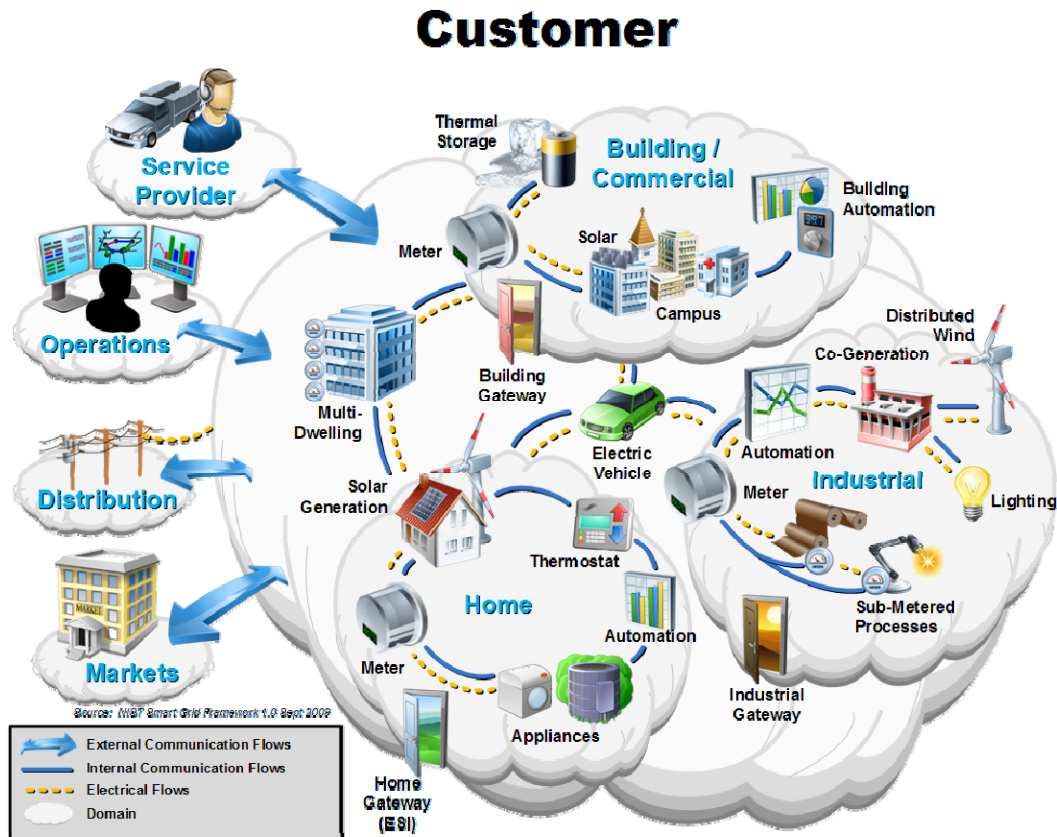 Customer
Service
Provider
Operations
Distribution
Markets
MARKET
Thermal
Storage
Building /
Commercial
Building
Automation
Meter
Solar
Campus
Building
Gateway
Multi-
Dwelling
Electric
Vehicle
Distributed
Wind
Co-Generation
Automation
Industrial
Meter
Lighting
Sub-Metered
Processes
Industrial
Gateway
Solar
Generation
Thermostat
Home
Automation
Meter
Appliances
Home
Gateway
(ESI)
Source: NIST Smart Grid Framework 1.0 Sept 2009
External Communication Flows
Internal Communication Flows
Electrical Flows
Domain